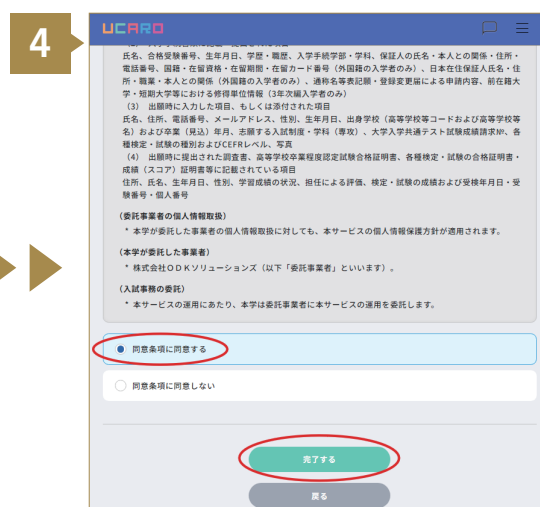 4
UCARO
氏名、合格受験番号、生年月日、学歴・職歴、入学手続学部・学科、保証人の氏名・本人との関係・住所・
電話番号、国籍・在留資格・在留期間・在留カード番号（外国籍の入学者のみ）、日本在住保証人氏名・住
所・職業・本人との関係（外国籍の入学者のみ）、通称名等表記願・登録変更届による申請内容、前在籍大
学・短期大学等における修得単位情報（3年次編入学者のみ）
（3） 出願時に入力した項目、もしくは添付された項目
氏名、住所、電話番号、メールアドレス、性別、生年月日、出身学校（高等学校等コードおよび高等学校等
名）および卒業（見込）年月、志願する入試制度・学科（専攻）、大学入学共通テスト試験成績請求№、各
種検定・試験の種別およびCEFRレベル、写真
（4） 出願時に提出された調査書、高等学校卒業程度認定試験合格証明書、各種検定・試験の合格証明書・
成績（スコア）証明書等に記載されている項目
住所、氏名、生年月日、性別、学習成績の状況、担任による評価、検定・試験の成績および受検年月日・受
験番号・個人番号
（委託事業者の個人情報取扱）
* 本学が委託した事業者の個人情報取扱に対しても、本サービスの個人情報保護方針が適用されます。
（本学が委託した事業者）
* 株式会社ＯＤＫソリューションズ（以下「委託事業者」といいます）。
（入試事務の委託）
* 本サービスの運用にあたり、本学は委託事業者に本サービスの運用を委託します。
同意条項に同意する
同意条項に同意しない
完了する
戻る